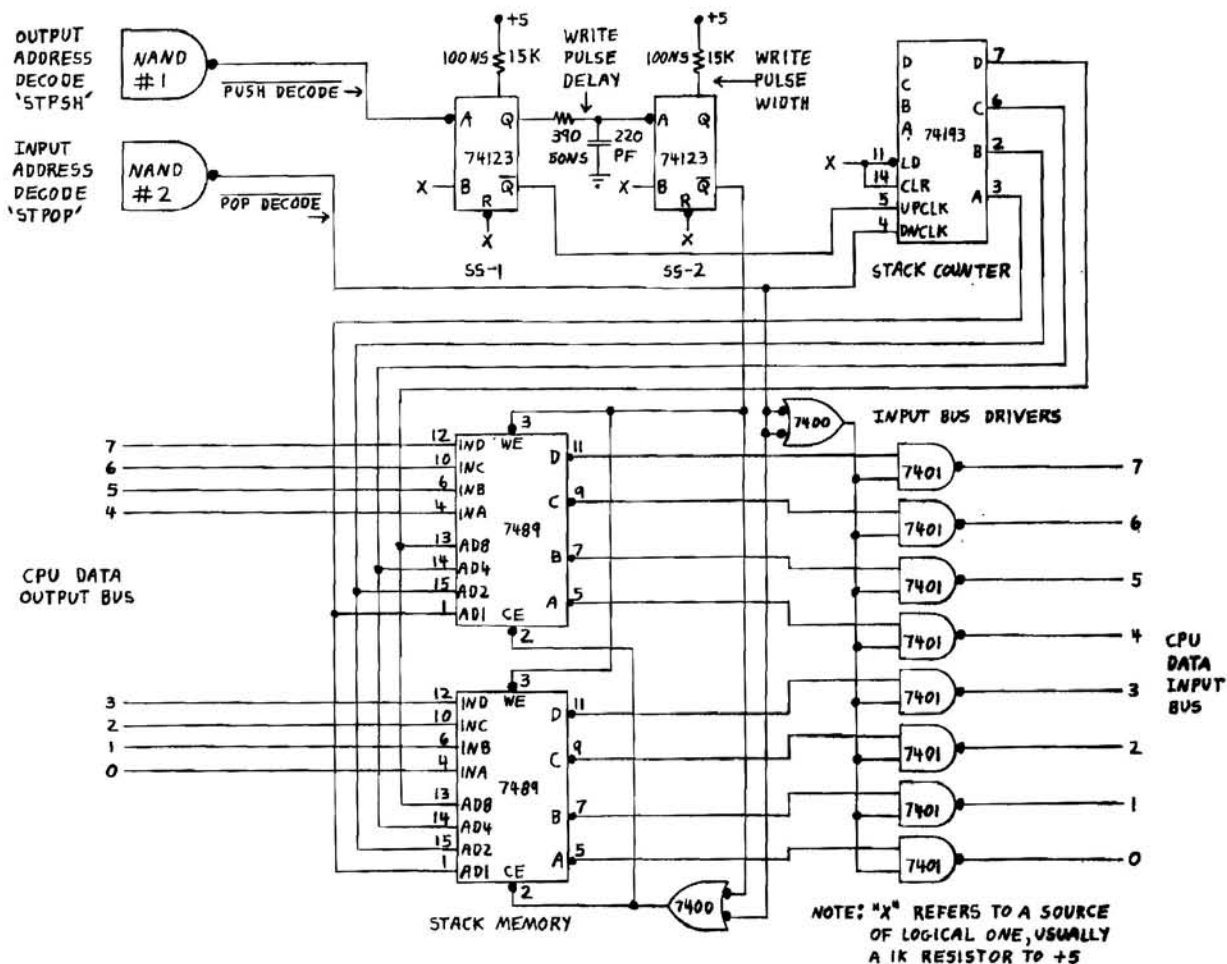 OUTPUT
ADDRESS
DECODE
'STPSH'
NAND
#1
PUSH DECODE →
INPUT
ADDRESS
DECODE
'STPOP'
NAND
#2
POP DECODE →
+5
100NS
15K
A
Q
74123
B
Q
R
X
X
SS-1
WRITE
PULSE
DELAY
390
50NS
220
PF
+5
100NS
15K
WRITE
PULSE
WIDTH
A
Q
74123
B
Q
R
X
X
SS-2
D
C
B
A
D
C
B
A
74193
7
6
2
3
X
11
LD
14
CLR
5
UPCLK
4
DNCLK
STACK COUNTER
7
6
5
4
12
IND
10
INC
6
INB
4
INA
13
AD8
14
AD4
15
AD2
1
AD1
3
WE
7489
D
11
C
9
B
7
A
5
CE
2
CPU DATA
OUTPUT BUS
3
2
1
0
12
IND
10
INC
6
INB
4
INA
13
AD8
14
AD4
15
AD2
1
AD1
3
WE
7489
D
11
C
9
B
7
A
5
CE
2
STACK MEMORY
7400
7400
INPUT BUS DRIVERS
7401
7
7401
6
7401
5
7401
4
7401
3
7401
2
7401
1
7401
0
CPU
DATA
INPUT
BUS
NOTE: "X" REFERS TO A SOURCE
OF LOGICAL ONE, USUALLY
A 1K RESISTOR TO +5